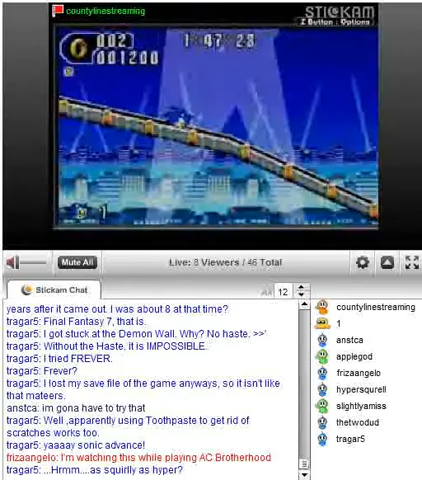 countylinestreaming
STICKAM
Z Button : Options
002
1:47:28
001200
1
Mute All
Live: 8 Viewers / 46 Total
Stickam Chat
AA 12
years after it came out. I was about 8 at that time?
tragar5: Final Fantasy 7, that is.
tragar5: I got stuck at the Demon Wall. Why? No haste. >>'
tragar5: Without the Haste. it is IMPOSSIBLE.
tragar5: I tried FREVER.
tragar5: Frever?
tragar5: I lost my save file of the game anyways, so it isn't like
that mateers.
anstca: im gona have to try that
tragar5: Well ,apparently using Toothpaste to get rid of
scratches works too.
tragar5: yaaaay sonic advance!
frizaangelo: I'm watching this while playing AC Brotherhood
tragar5: ...Hrmm....as squirlly as hyper?
countylinestreaming
1
anstca
applegod
frizaangelo
hypersqurell
slightlyamiss
thetwodud
tragar5